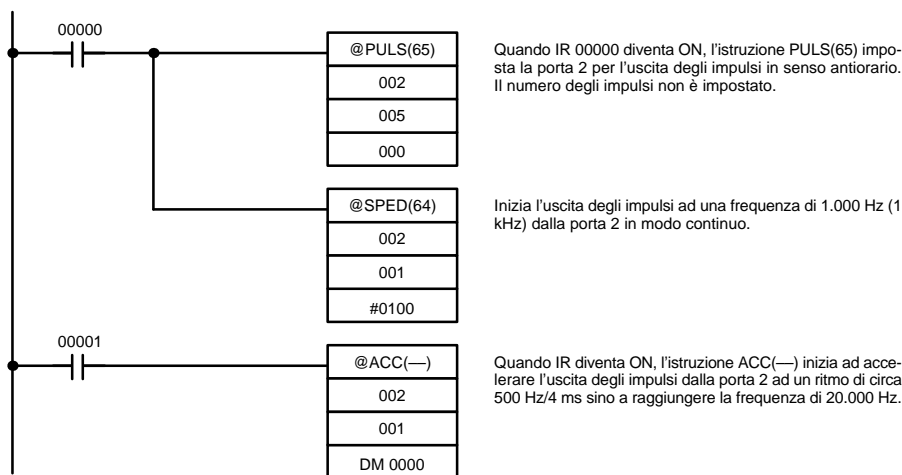 00000
@PULS(65)
002
005
000
Quando IR 00000 diventa ON, l'istruzione PULS(65) impo-
sta la porta 2 per l'uscita degli impulsi in senso antiorario.
Il numero degli impulsi non è impostato.
@SPED(64)
002
001
#0100
Inizia l'uscita degli impulsi ad una frequenza di 1.000 Hz (1
kHz) dalla porta 2 in modo continuo.
00001
@ACC(—)
002
001
DM 0000
Quando IR diventa ON, l'istruzione ACC(—) inizia ad acce-
lerare l'uscita degli impulsi dalla porta 2 ad un ritmo di circa
500 Hz/4 ms sino a raggiungere la frequenza di 20.000 Hz.